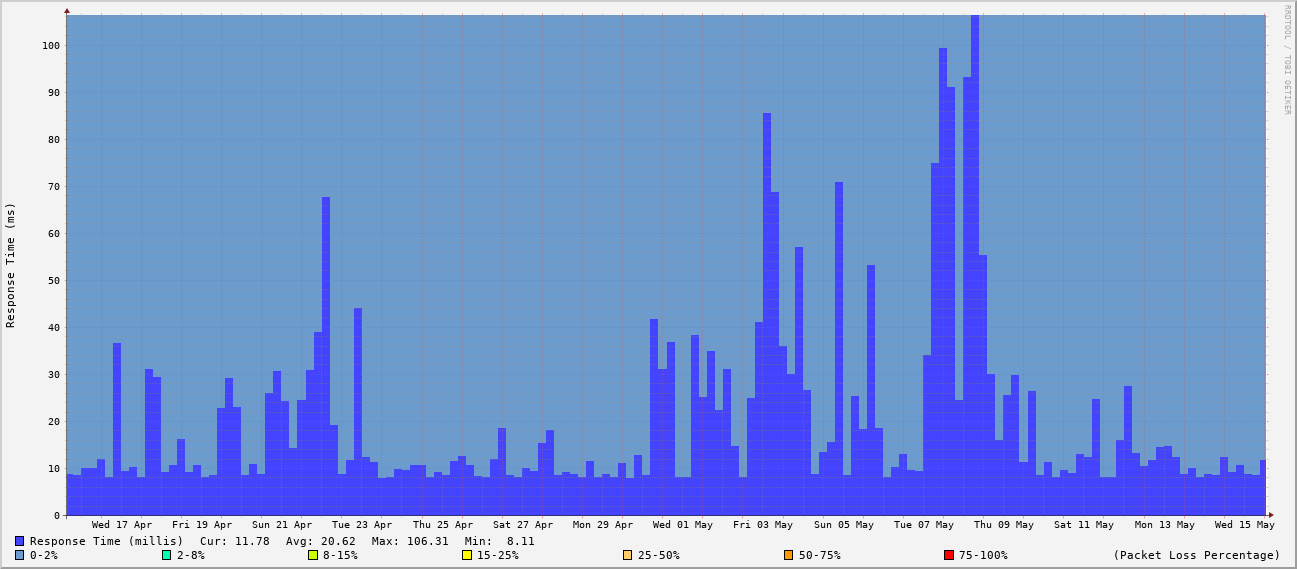 RRDTOOL / TOBI OETIKER
Response Time (ms)
100
90
80
70
60
50
40
30
20
10
0
Wed 17 Apr Fri 19 Apr Sun 21 Apr Tue 23 Apr Thu 25 Apr Sat 27 Apr Mon 29 Apr Wed 01 May Fri 03 May Sun 05 May Tue 07 May Thu 09 May Sat 11 May Mon 13 May Wed 15 May
Response Time (millis) Cur: 11.78 Avg: 20.62 Max: 106.31 Min: 8.11
0-2% 2-8% 8-15% 15-25% 25-50% 50-75% 75-100% (Packet Loss Percentage)